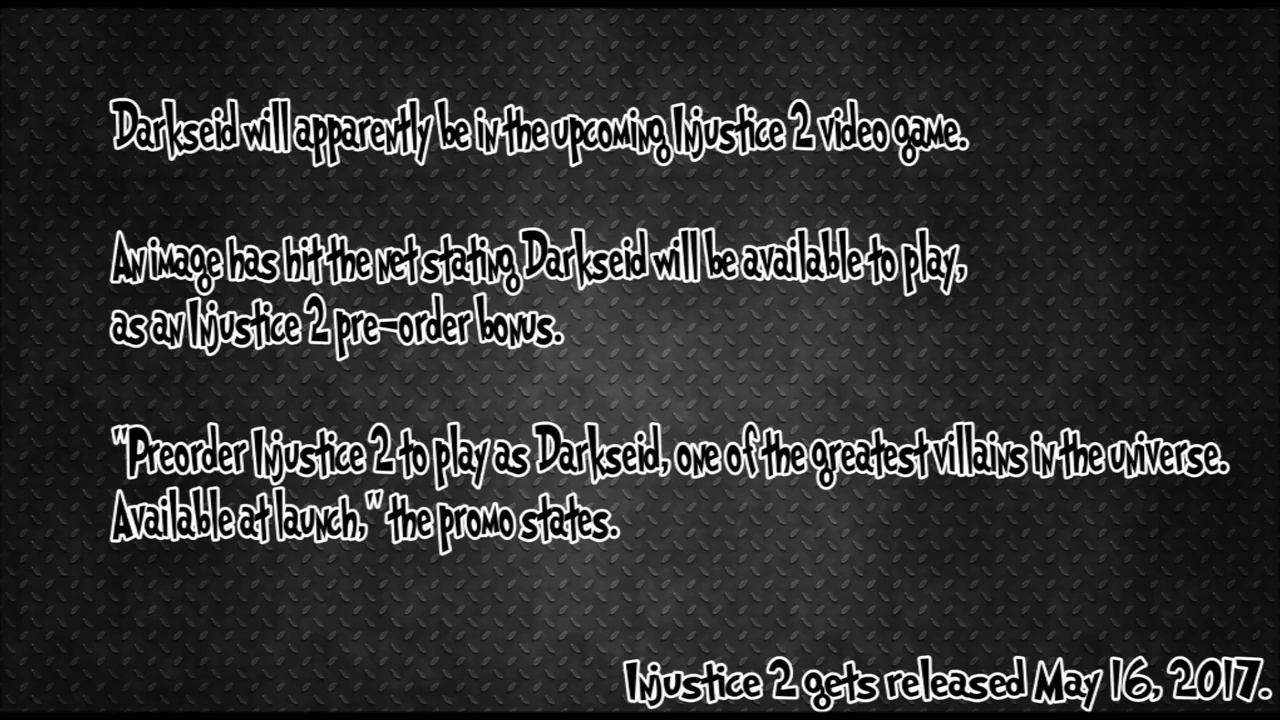 Darkseid will apparently be in the upcoming Injustice 2 video game.
An image has hit the net stating Darkseid will be available to play,
as an Injustice 2 pre-order bonus.
"Preorder Injustice 2 to play as Darkseid, one of the greatest villains in the universe.
Available at launch," the promo states.
Injustice 2 gets released May 16, 2017.